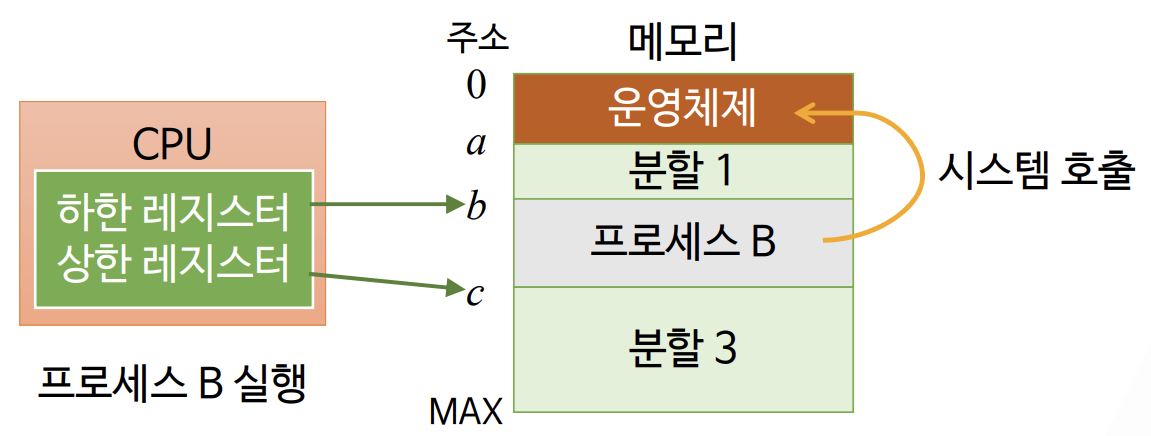 주소
메모리
0
운영체제
CPU
a
분할 1
시스템 호출
하한 레지스터
b
프로세스 B
상한 레지스터
c
분할 3
프로세스 B 실행
MAX